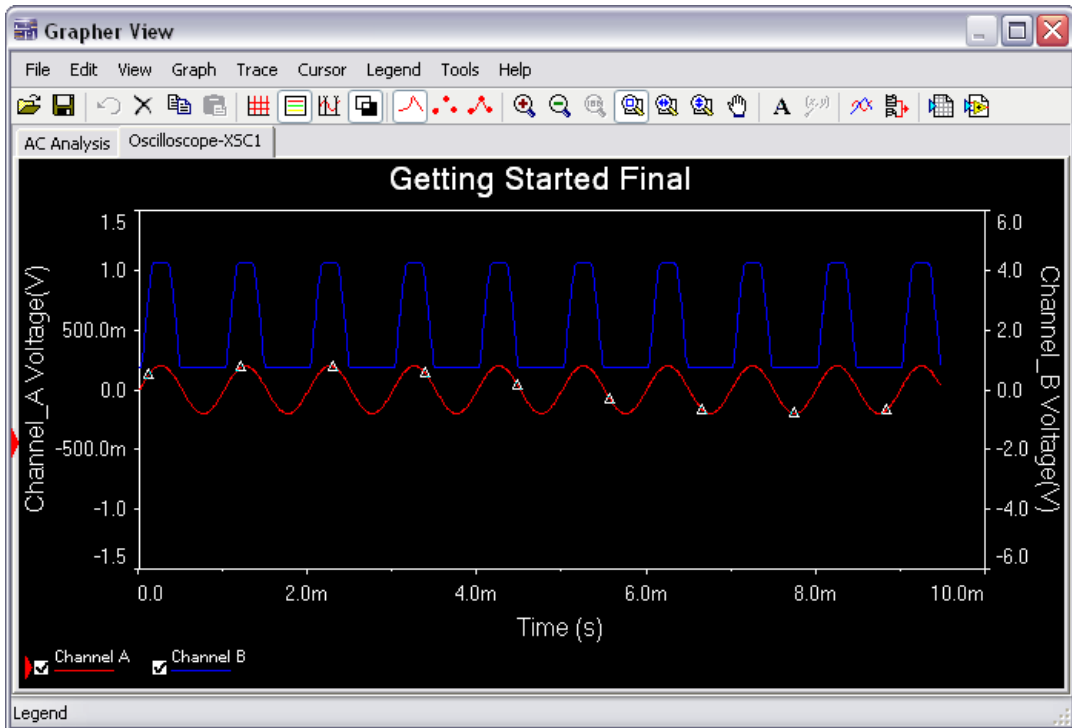 Grapher View
File Edit View Graph Trace Cursor Legend Tools Help
A
AC Analysis Oscilloscope-XSC1
Getting Started Final
Channel_A Voltage(V)
1.5
1.0
500.0m
0.0
-500.0m
-1.0
-1.5
6.0
4.0
2.0
0.0
-2.0
-4.0
-6.0
Channel_B Voltage(V)
0.0 2.0m 4.0m 6.0m 8.0m 10.0m
Time (s)
Channel A Channel B
Legend